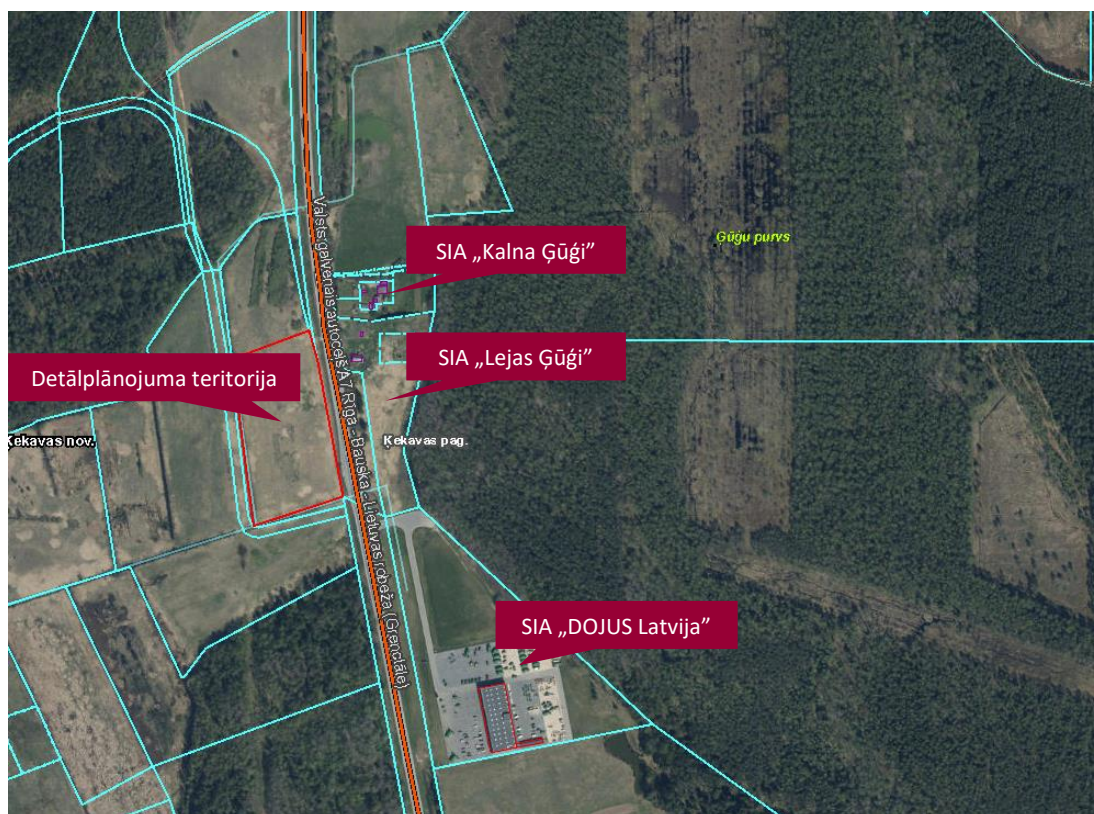 Ģūģu purvs
SIA „Kalna Ģūģi”
SIA „Lejas Ģūģi”
Detālplānojuma teritorija
Ķekavas nov.
Ķekavas pag.
Valsts galvenais autoceļš A7 Rīga - Bauska - Lietuvas robeža (Grenctāle)
SIA „DOJUS Latvija”